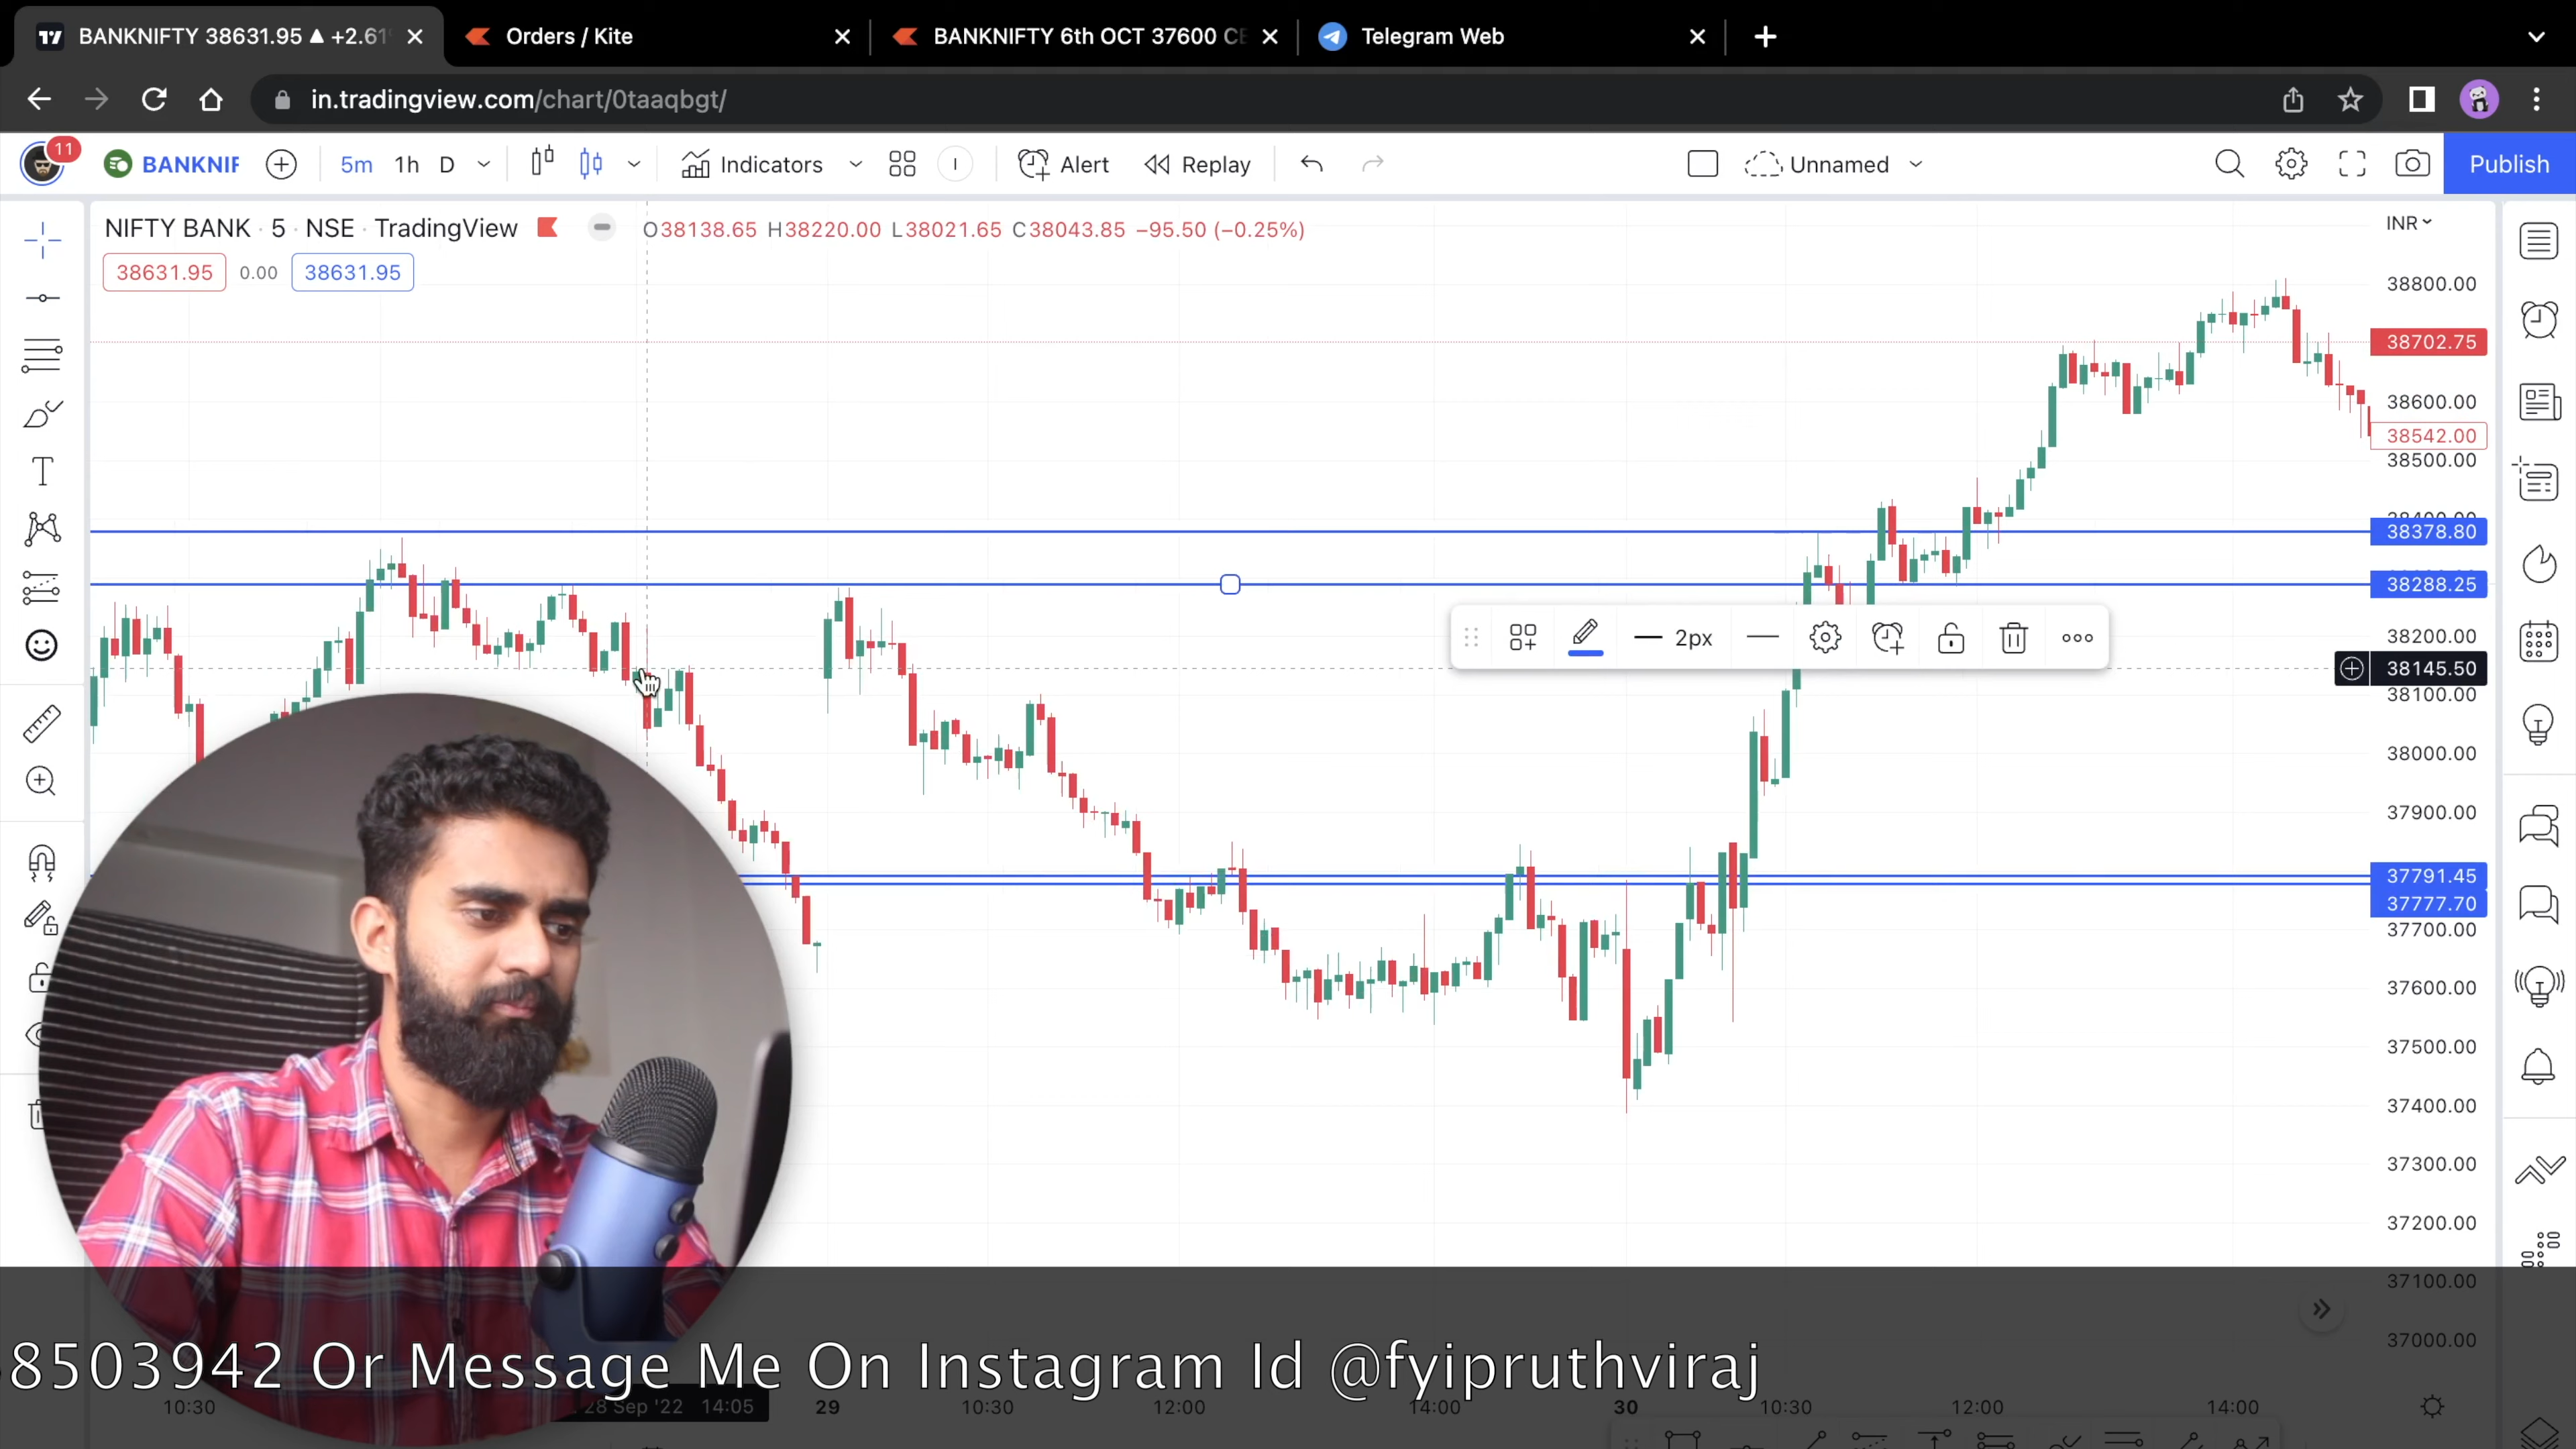 BANKNIFTY 38631.95 ▲ +2.61
Orders / Kite
BANKNIFTY 6th OCT 37600 CE
Telegram Web
in.tradingview.com/chart/0taaqbgt/
11
BANKNIF
5m
1h
D
Indicators
Alert
Replay
Unnamed
Publish
NIFTY BANK · 5 · NSE · TradingView
O38138.65 H38220.00 L38021.65 C38043.85 −95.50 (−0.25%)
INR
38631.95
0.00
38631.95
38800.00
38702.75
38600.00
38542.00
38500.00
38378.80
38288.25
2px
38200.00
38145.50
38100.00
38000.00
37900.00
37791.45
37777.70
37700.00
37600.00
37500.00
37400.00
37300.00
37200.00
37100.00
37000.00
8503942 Or Message Me On Instagram Id @fyipruthviraj
10:30
28 Sep '22 14:05
29
10:30
12:00
14:00
30
10:30
12:00
14:00